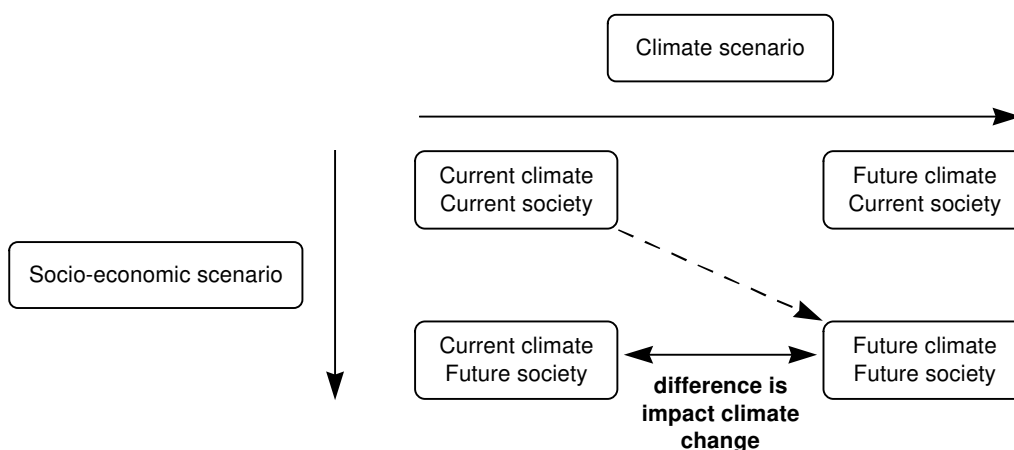 Climate scenario
Current climate
Current society
Future climate
Current society
Socio-economic scenario
Current climate
Future society
Future climate
Future society
difference is
impact climate
change